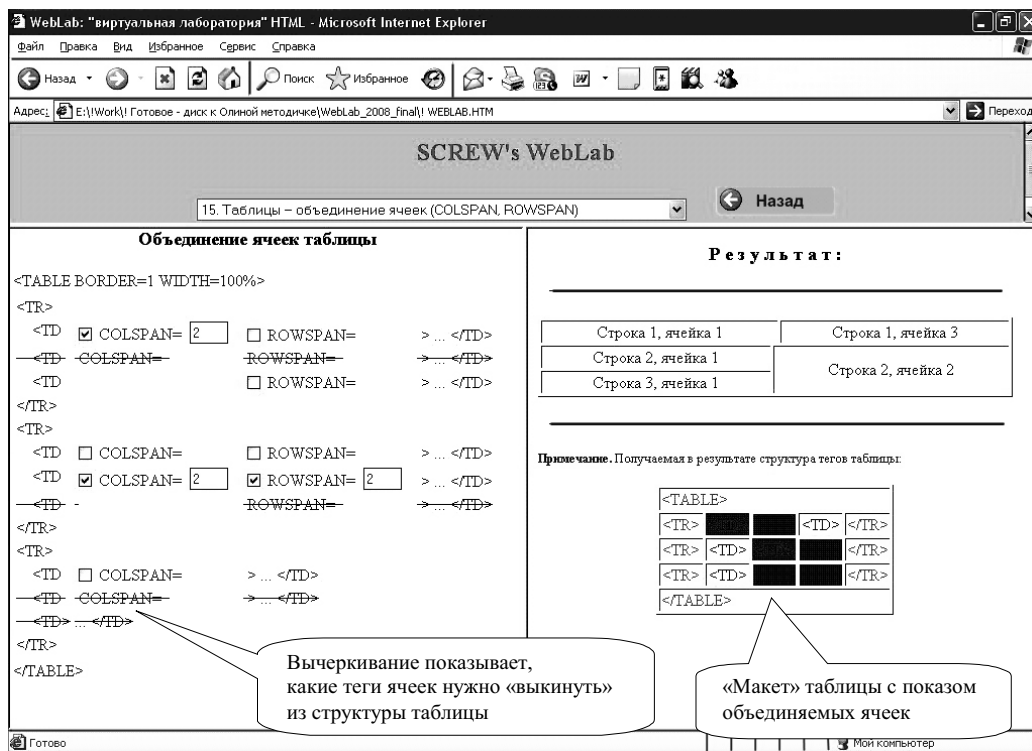 WebLab: "виртуальная лаборатория" HTML - Microsoft Internet Explorer
Файл Правка Вид Избранное Сервис Справка
Назад Поиск Избранное
Адрес: E:\!Work\! Готовое - диск к Олиной методичке\WebLab_2008_final\! WEBLAB.HTM Переход
SCREW's WebLab
15. Таблицы – объединение ячеек (COLSPAN, ROWSPAN) Назад
Объединение ячеек таблицы
<TABLE BORDER=1 WIDTH=100%>
<TR>
<TD COLSPAN= 2 ROWSPAN= > ... </TD>
<TD COLSPAN= ROWSPAN= > ... </TD>
<TD ROWSPAN= > ... </TD>
</TR>
<TR>
<TD COLSPAN= ROWSPAN= > ... </TD>
<TD COLSPAN= 2 ROWSPAN= 2 > ... </TD>
<TD ROWSPAN= > ... </TD>
</TR>
<TR>
<TD COLSPAN= > ... </TD>
<TD COLSPAN= > ... </TD>
<TD> ... </TD>
</TR>
</TABLE>
Вычеркивание показывает,
какие теги ячеек нужно «выкинуть»
из структуры таблицы
Результат:
Строка 1, ячейка 1 Строка 1, ячейка 3
Строка 2, ячейка 1
Строка 2, ячейка 2
Строка 3, ячейка 1
Примечание. Получаемая в результате структура тегов таблицы:
<TABLE>
<TR> <TD> </TR>
<TR> <TD> </TR>
<TR> <TD> </TR>
</TABLE>
«Макет» таблицы с показом
объединяемых ячеек
Готово Мой компьютер